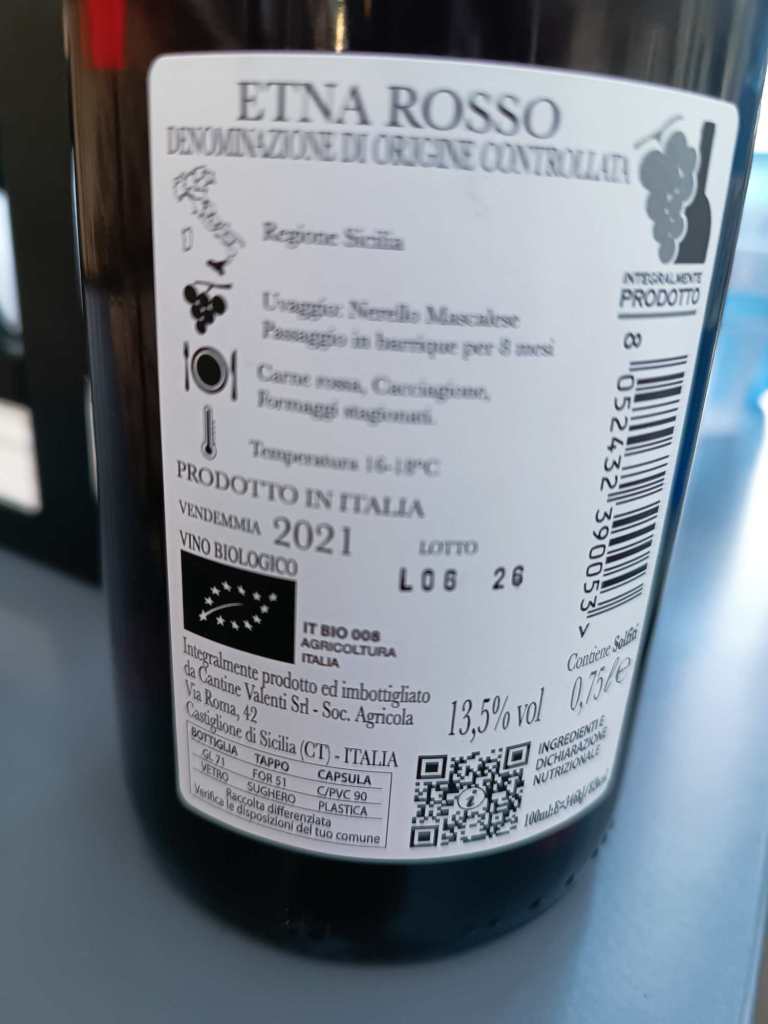 ETNA ROSSO
DENOMINAZIONE DI ORIGINE CONTROLLATA
INTEGRALMENTE
PRODOTTO
Regione Sicilia
Uvaggio: Nerello Mascalese
Passaggio in barrique per 8 mesi
Carne rossa, Cacciagione,
Formaggi stagionati.
Temperatura 16-18°C
PRODOTTO IN ITALIA
VENDEMMIA 2021
LOTTO
L06 26
VINO BIOLOGICO
IT BIO 008
AGRICOLTURA
ITALIA
8 052432 390053 >
Integralmente prodotto ed imbottigliato
da Cantine Valenti Srl - Soc. Agricola
Via Roma, 42
Castiglione di Sicilia (CT) - ITALIA
13,5% vol
Contiene Solfiti
0,75 l e
BOTTIGLIA TAPPO CAPSULA
GL 71 FOR 51 C/PVC 90
VETRO SUGHERO PLASTICA
Raccolta differenziata
Verifica le disposizioni del tuo comune
i
INGREDIENTI E
DICHIARAZIONE
NUTRIZIONALE
100ml:E=